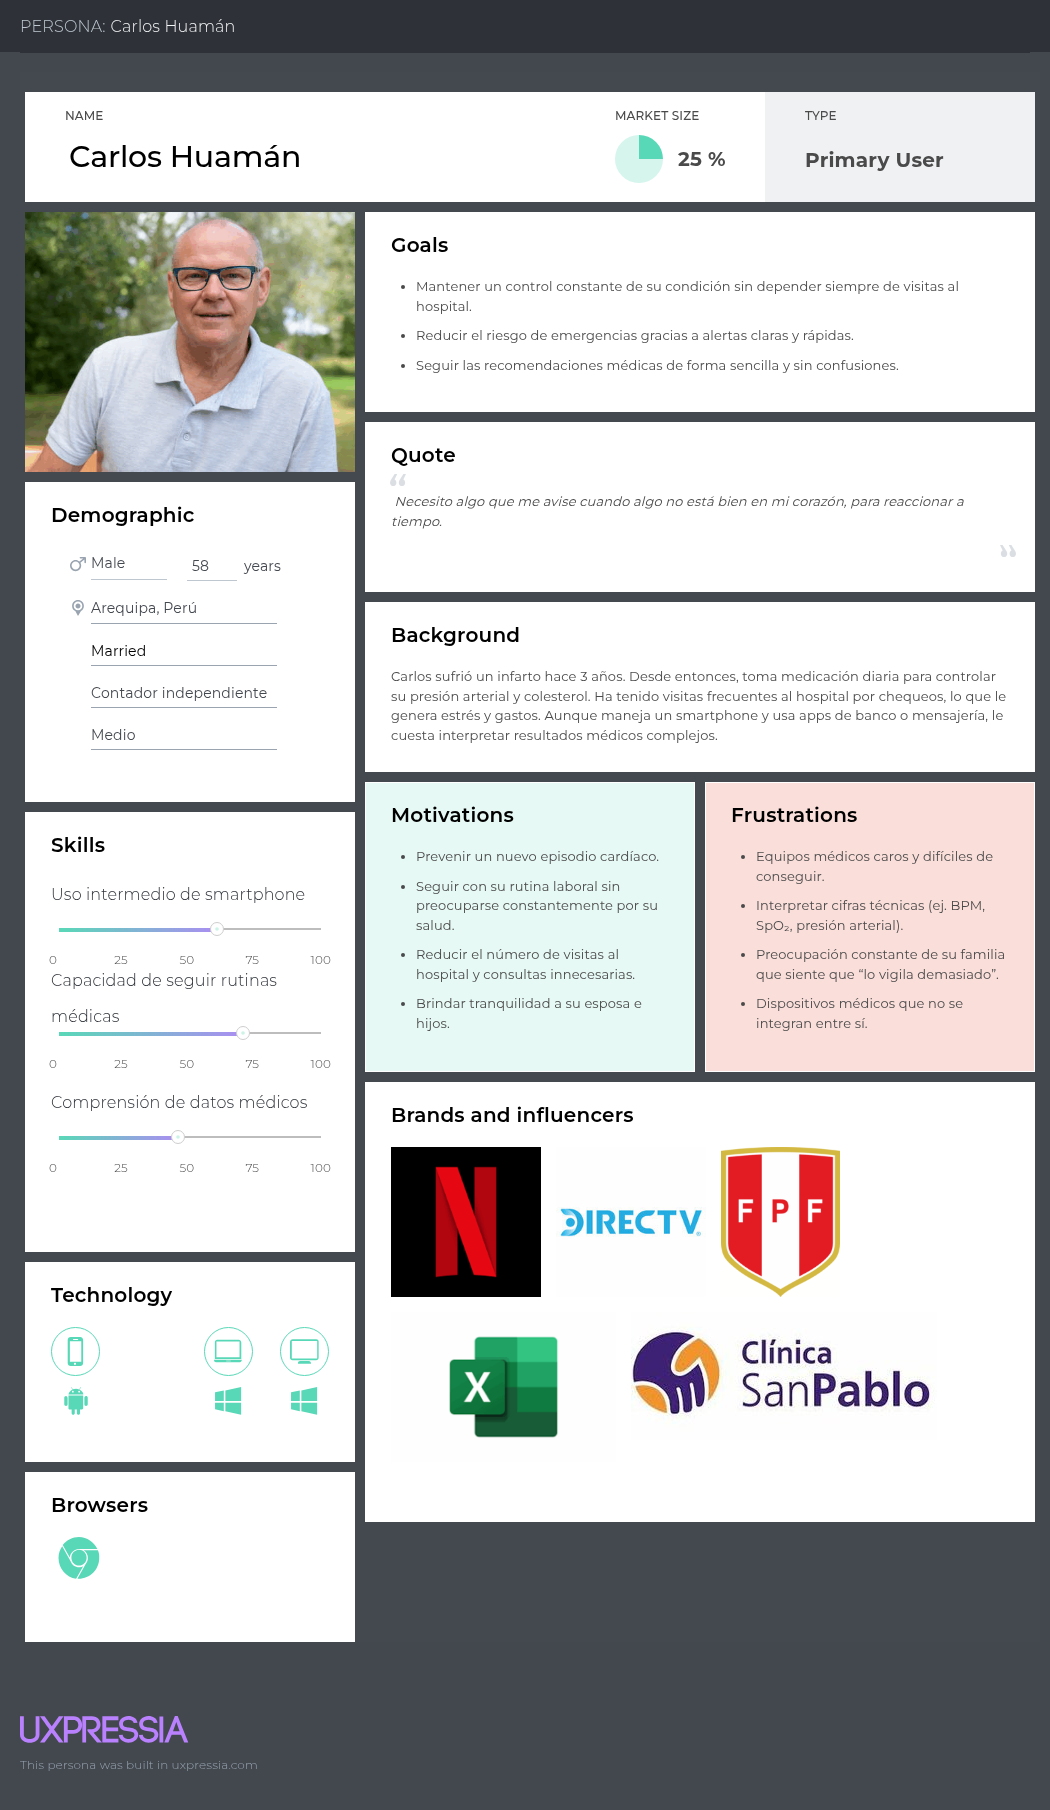 PERSONA: Carlos Huamán
NAME
Carlos Huamán
MARKET SIZE
25 %
TYPE
Primary User
Goals
• Mantener un control constante de su condición sin depender siempre de visitas al
hospital.
• Reducir el riesgo de emergencias gracias a alertas claras y rápidas.
• Seguir las recomendaciones médicas de forma sencilla y sin confusiones.
Quote
“
Necesito algo que me avise cuando algo no está bien en mi corazón, para reaccionar a
tiempo.
”
Demographic
Male
58 years
Arequipa, Perú
Married
Contador independiente
Medio
Background
Carlos sufrió un infarto hace 3 años. Desde entonces, toma medicación diaria para controlar
su presión arterial y colesterol. Ha tenido visitas frecuentes al hospital por chequeos, lo que le
genera estrés y gastos. Aunque maneja un smartphone y usa apps de banco o mensajería, le
cuesta interpretar resultados médicos complejos.
Skills
Uso intermedio de smartphone
0 25 50 75 100
Capacidad de seguir rutinas
médicas
0 25 50 75 100
Comprensión de datos médicos
0 25 50 75 100
Motivations
• Prevenir un nuevo episodio cardíaco.
• Seguir con su rutina laboral sin
preocuparse constantemente por su
salud.
• Reducir el número de visitas al
hospital y consultas innecesarias.
• Brindar tranquilidad a su esposa e
hijos.
Frustrations
• Equipos médicos caros y difíciles de
conseguir.
• Interpretar cifras técnicas (ej. BPM,
SpO₂, presión arterial).
• Preocupación constante de su familia
que siente que “lo vigila demasiado”.
• Dispositivos médicos que no se
integran entre sí.
Brands and influencers
N
DIRECTV
FPF
X
Clínica
SanPablo
Technology
Browsers
UXPRESSIA
This persona was built in uxpressia.com